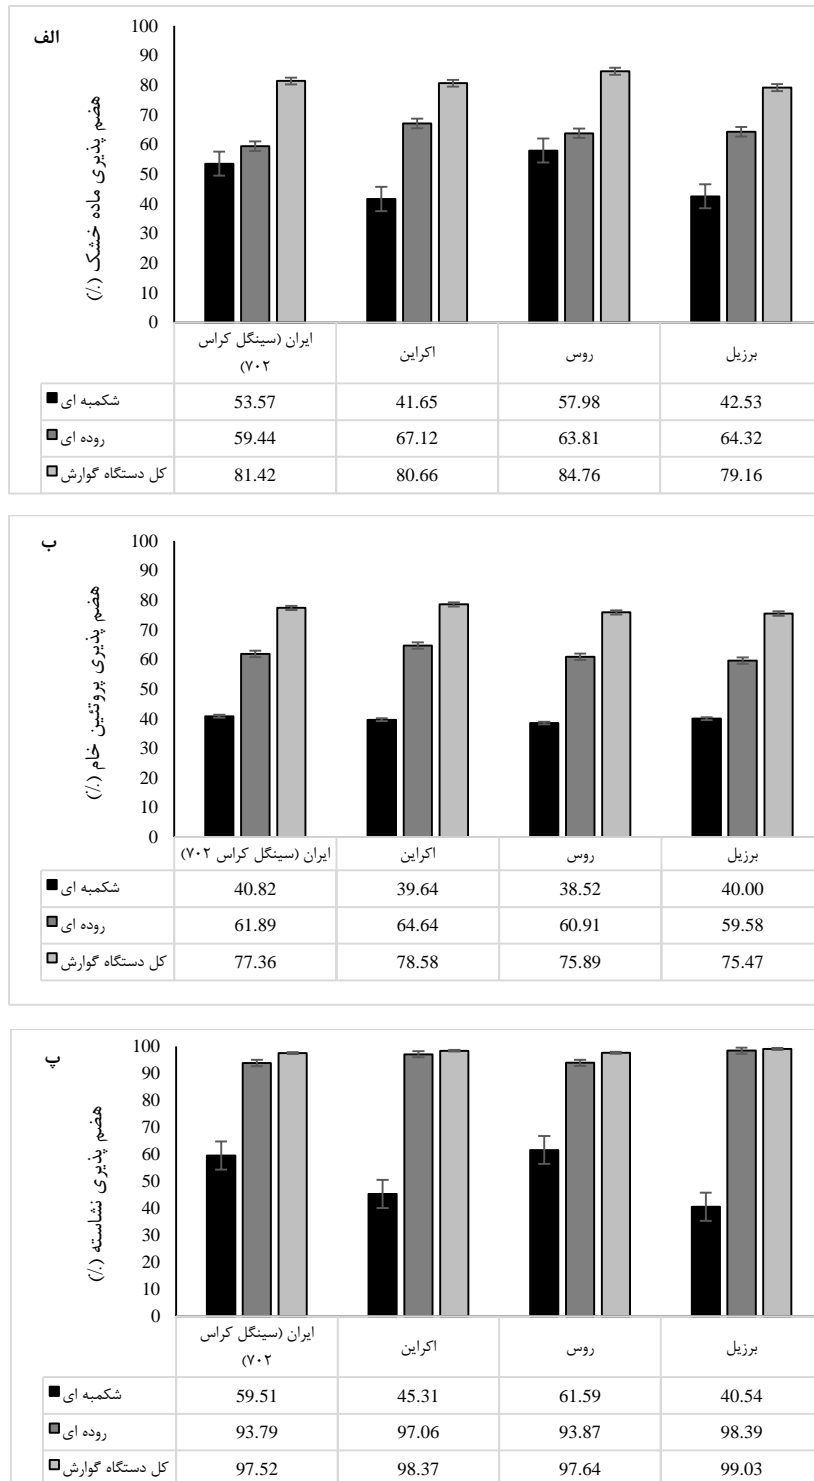 الف
هضم پذیری ماده خشک (٪)
100
90
80
70
60
50
40
30
20
10
0
ایران (سینگل کراس
۷۰۲)
اکراین
روس
برزیل
شکمبه ای
53.57
41.65
57.98
42.53
روده ای
59.44
67.12
63.81
64.32
کل دستگاه گوارش
81.42
80.66
84.76
79.16
ب
هضم پذیری پروتئین خام (٪)
100
90
80
70
60
50
40
30
20
10
0
ایران (سینگل کراس ۷۰۲)
اکراین
روس
برزیل
شکمبه ای
40.82
39.64
38.52
40.00
روده ای
61.89
64.64
60.91
59.58
کل دستگاه گوارش
77.36
78.58
75.89
75.47
پ
هضم پذیری نشاسته (٪)
100
90
80
70
60
50
40
30
20
10
0
ایران (سینگل کراس
۷۰۲)
اکراین
روس
برزیل
شکمبه ای
59.51
45.31
61.59
40.54
روده ای
93.79
97.06
93.87
98.39
کل دستگاه گوارش
97.52
98.37
97.64
99.03